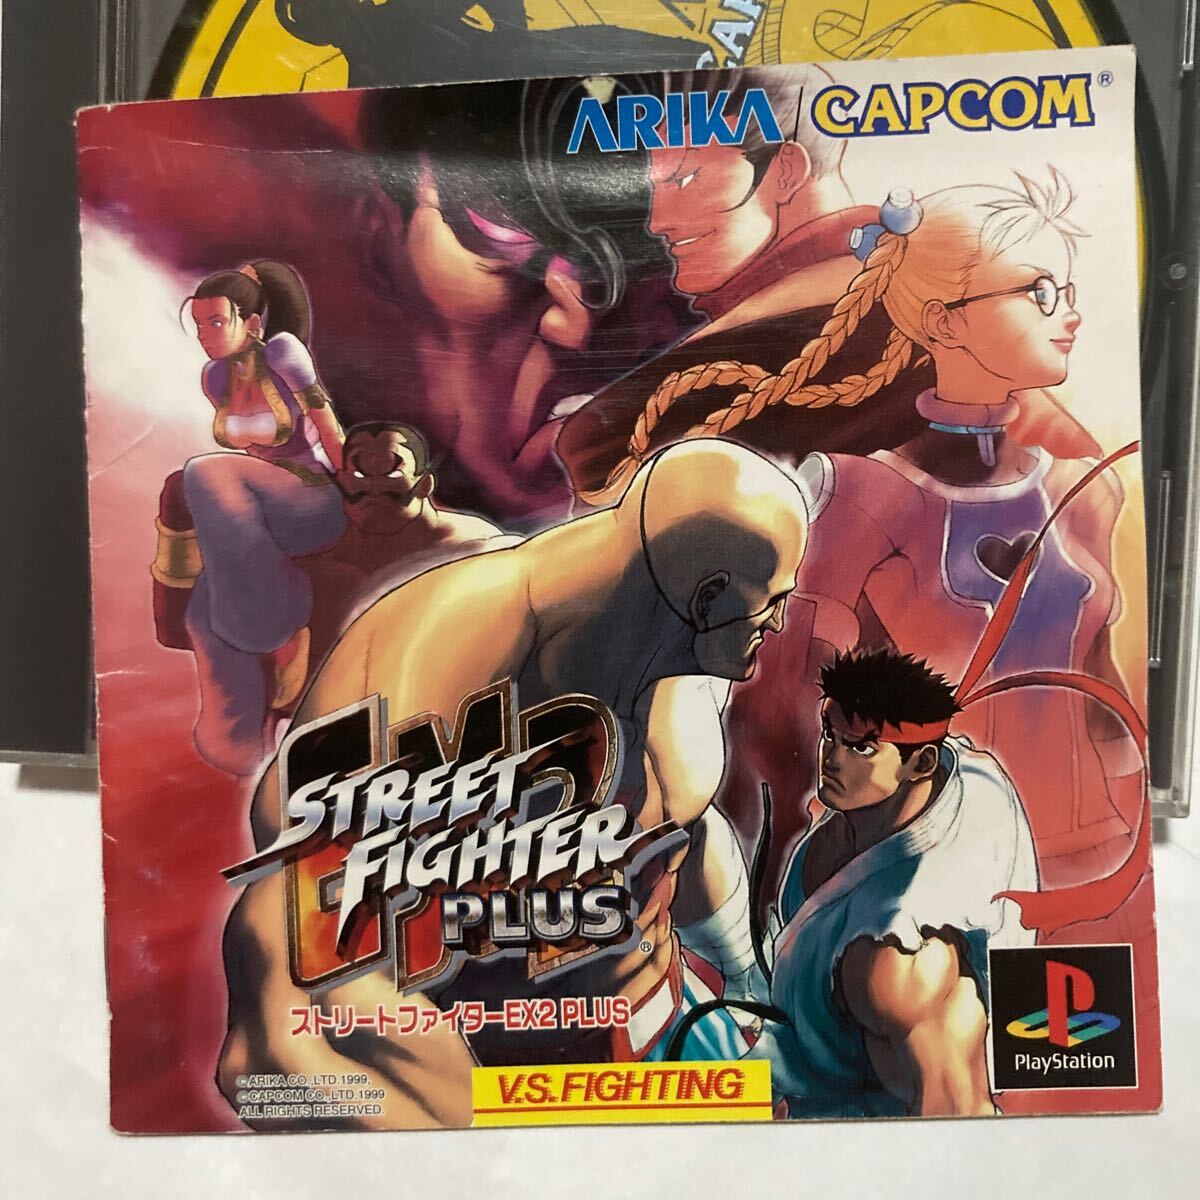 CAP
ARIKA CAPCOM®
EX2
STREET
FIGHTER
PLUS®
ストリートファイターEX2 PLUS
©ARIKA CO.,LTD.1999,
©CAPCOM CO.,LTD.1999
ALL RIGHTS RESERVED.
V.S.FIGHTING
PlayStation